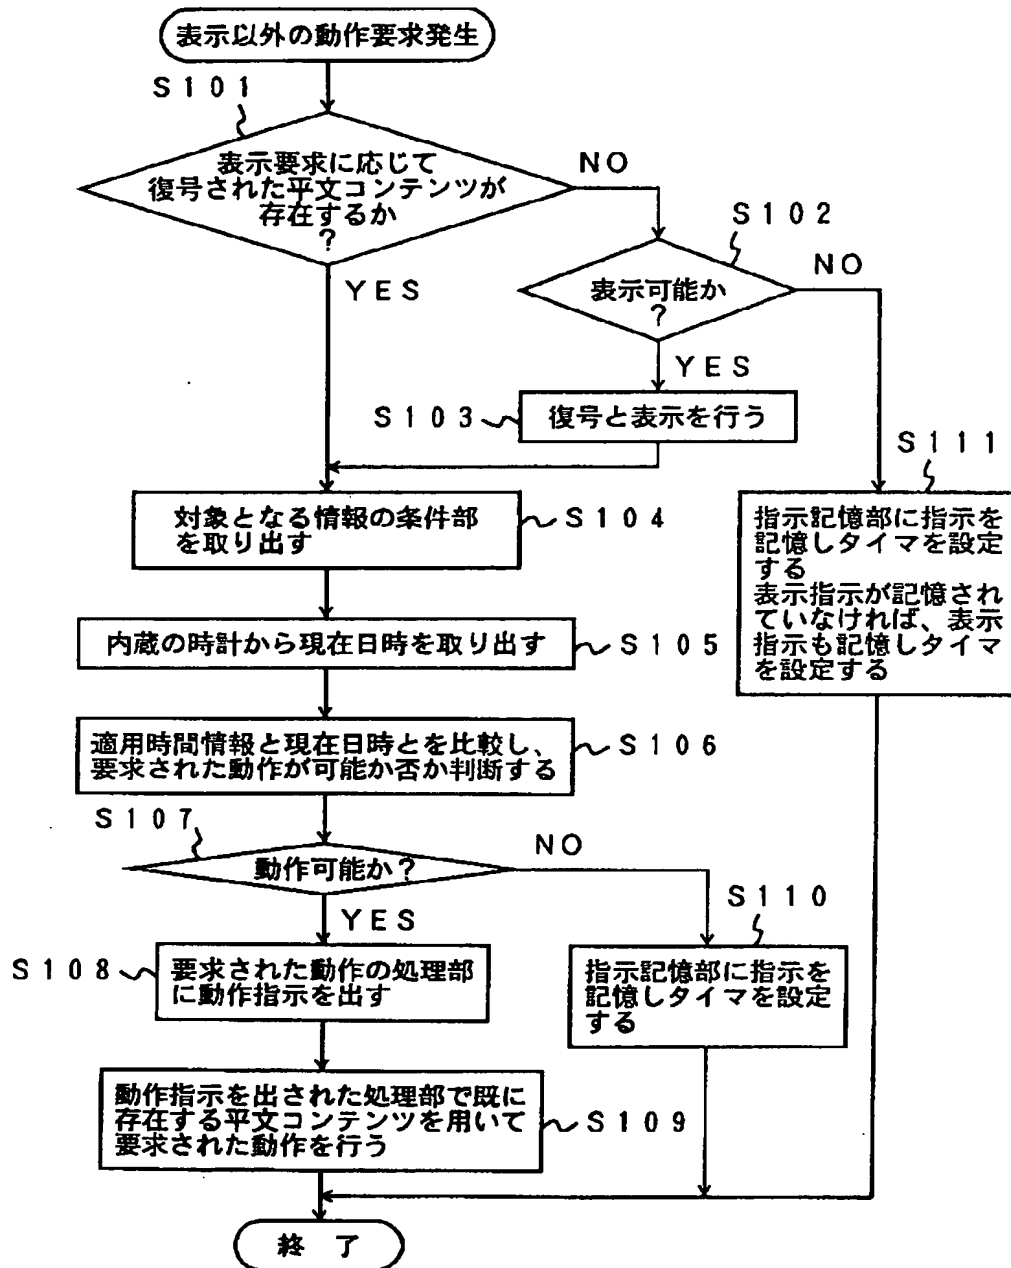 表示以外の動作要求発生
S101
表示要求に応じて
復号された平文コンテンツが
存在するか
?
NO
YES
S102
表示可能か
?
NO
YES
S103
復号と表示を行う
S104
対象となる情報の条件部
を取り出す
S111
指示記憶部に指示を
記憶しタイマを設定
する
表示指示が記憶され
ていなければ、表示
指示も記憶しタイマ
を設定する
内蔵の時計から現在日時を取り出す
S105
適用時間情報と現在日時とを比較し、
要求された動作が可能か否か判断する
S106
S107
動作可能か?
NO
YES
S108
要求された動作の処理部
に動作指示を出す
S110
指示記憶部に指示を
記憶しタイマを設定
する
動作指示を出された処理部で既に
存在する平文コンテンツを用いて
要求された動作を行う
S109
終 了